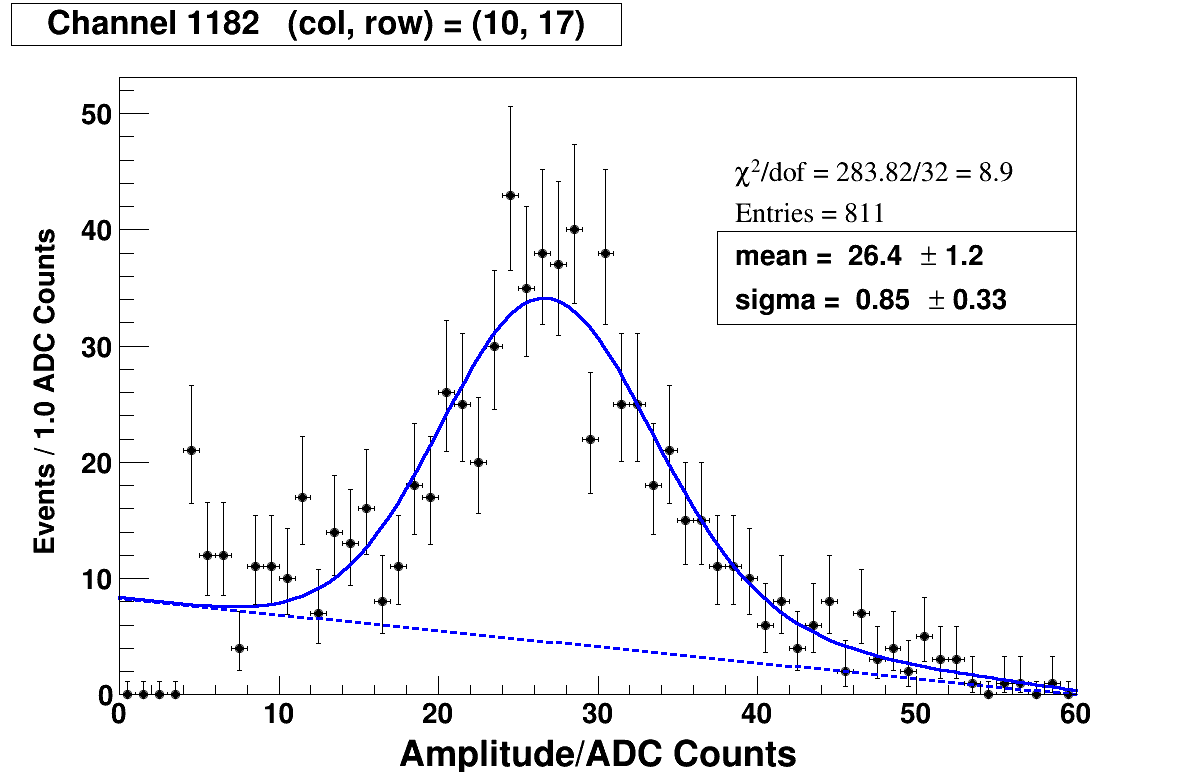 Channel 1182 (col, row) = (10, 17)
50
40
30
20
10
0
Events / 1.0 ADC Counts
χ²/dof = 283.82/32 = 8.9
Entries = 811
mean = 26.4 ± 1.2
sigma = 0.85 ± 0.33
0 10 20 30 40 50 60
Amplitude/ADC Counts